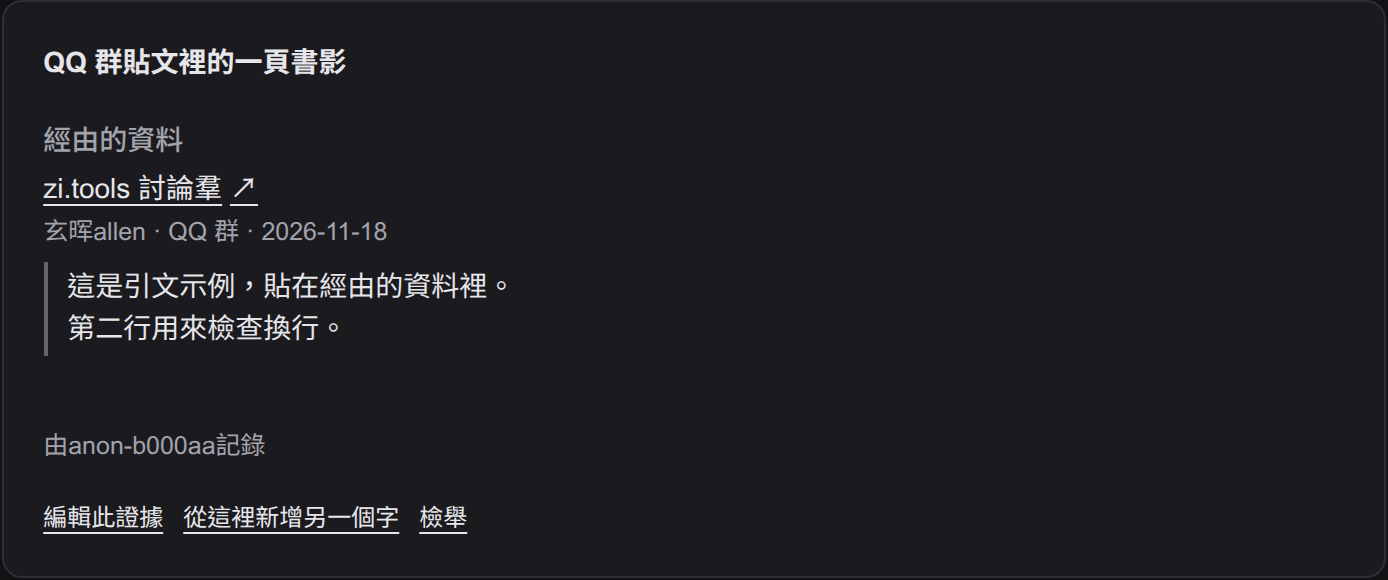 QQ 群貼文裡的一頁書影
經由的資料
zi.tools 討論羣 ↗
玄晖allen · QQ 群 · 2026-11-18
這是引文示例，貼在經由的資料裡。
第二行用來檢查換行。
由anon-b000aa記錄
編輯此證據 從這裡新增另一個字 檢舉